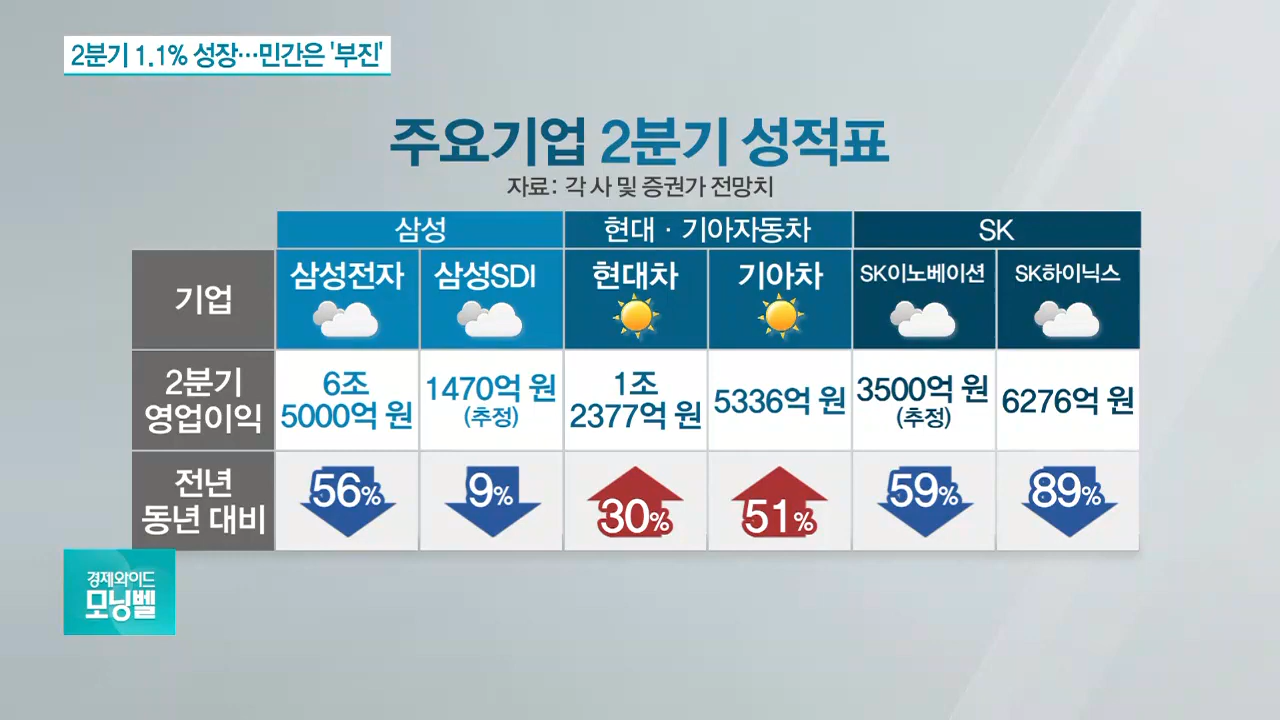 2분기 1.1% 성장…민간은 '부진'
주요기업 2분기 성적표
자료: 각 사 및 증권가 전망치
삼성 현대 · 기아자동차 SK
기업 삼성전자 삼성SDI 현대차 기아차 SK이노베이션 SK하이닉스
2분기 영업이익 6조 5000억 원 1470억 원 (추정) 1조 2377억 원 5336억 원 3500억 원 (추정) 6276억 원
전년 동년 대비 56% 9% 30% 51% 59% 89%
경제와이드
모닝벨